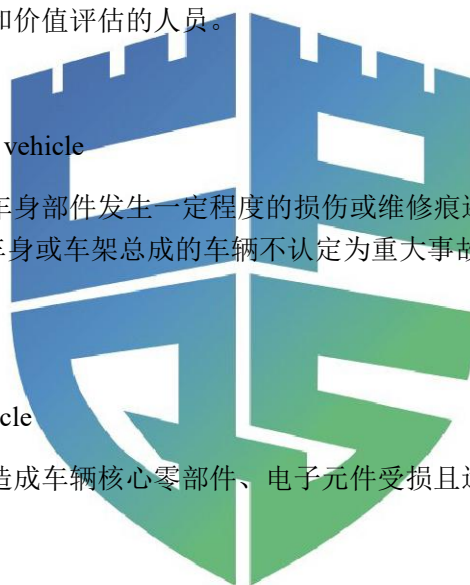 和价值评估的人员。
vehicle
车身部件发生一定程度的损伤或维修痕迹
车身或车架总成的车辆不认定为重大事故
cle
造成车辆核心零部件、电子元件受损且